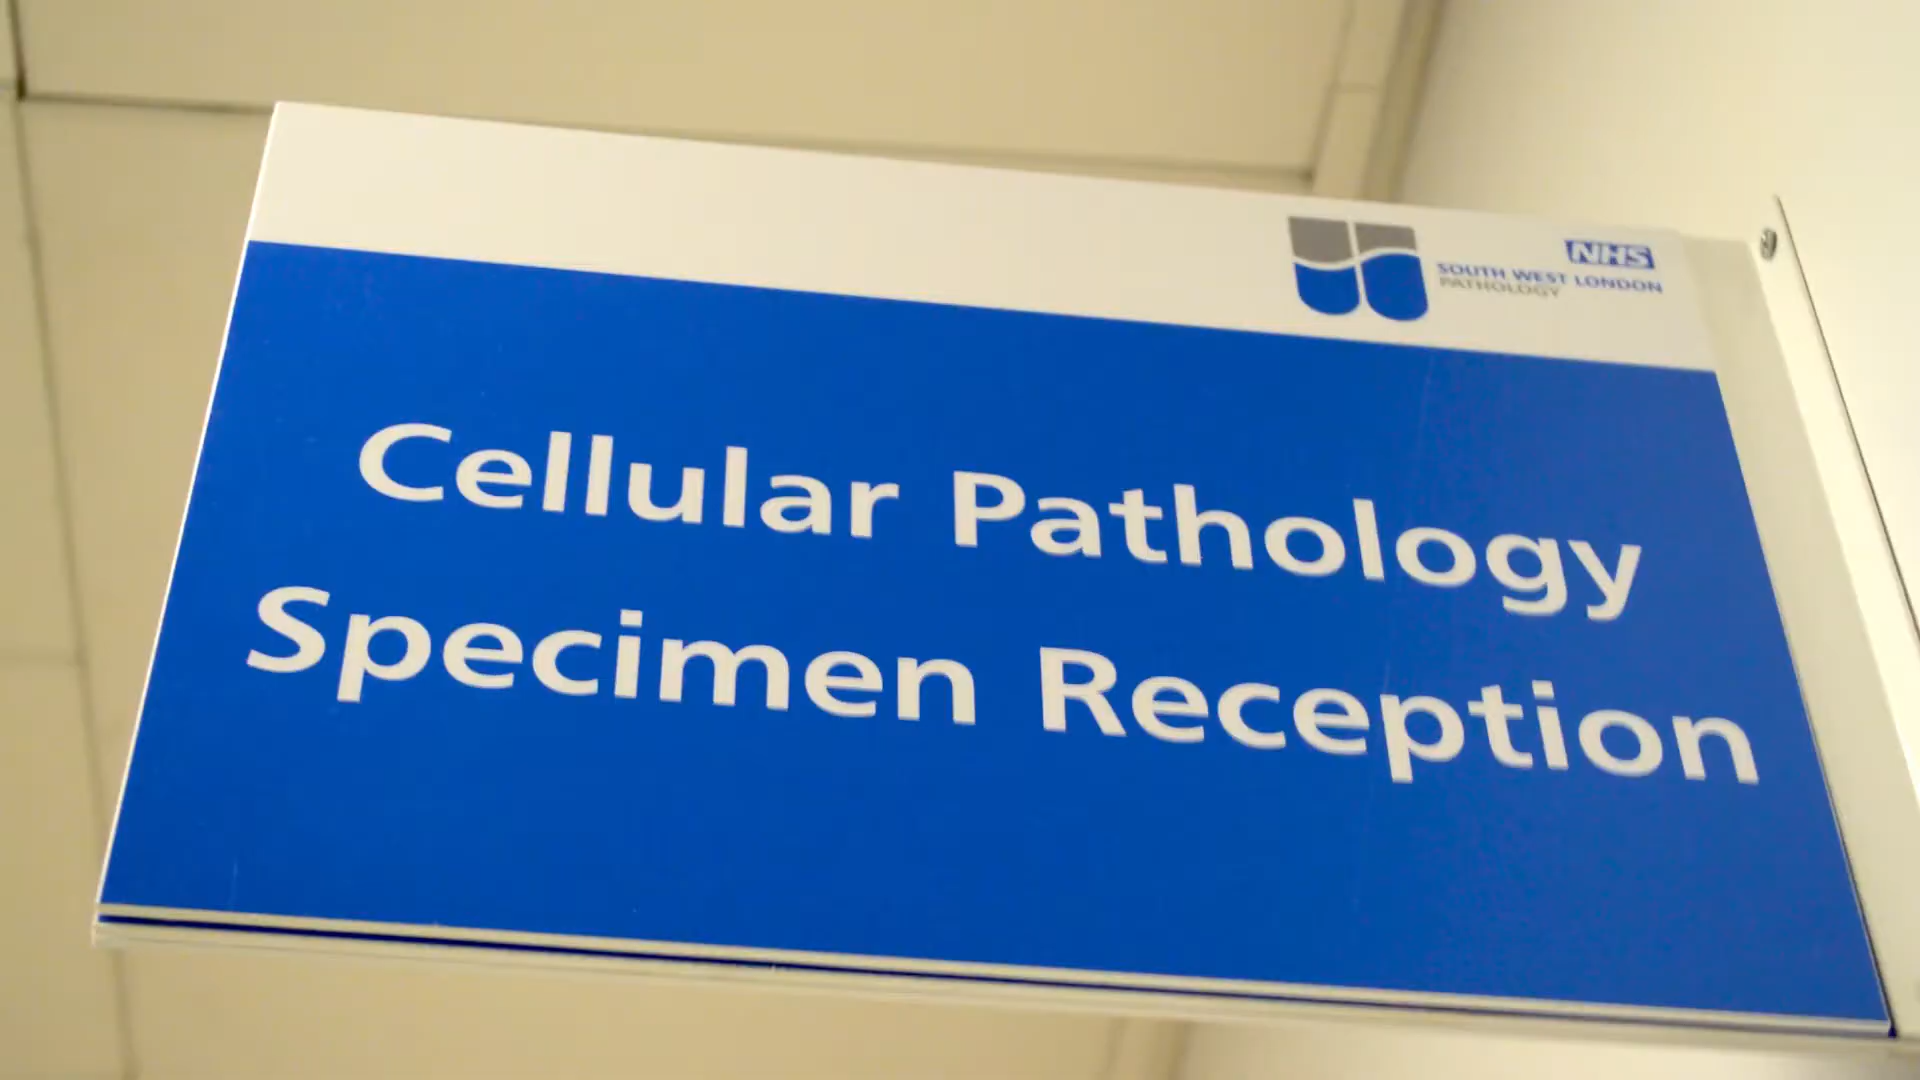 NHS
SOUTH WEST LONDON
PATHOLOGY
Cellular Pathology
Specimen Reception